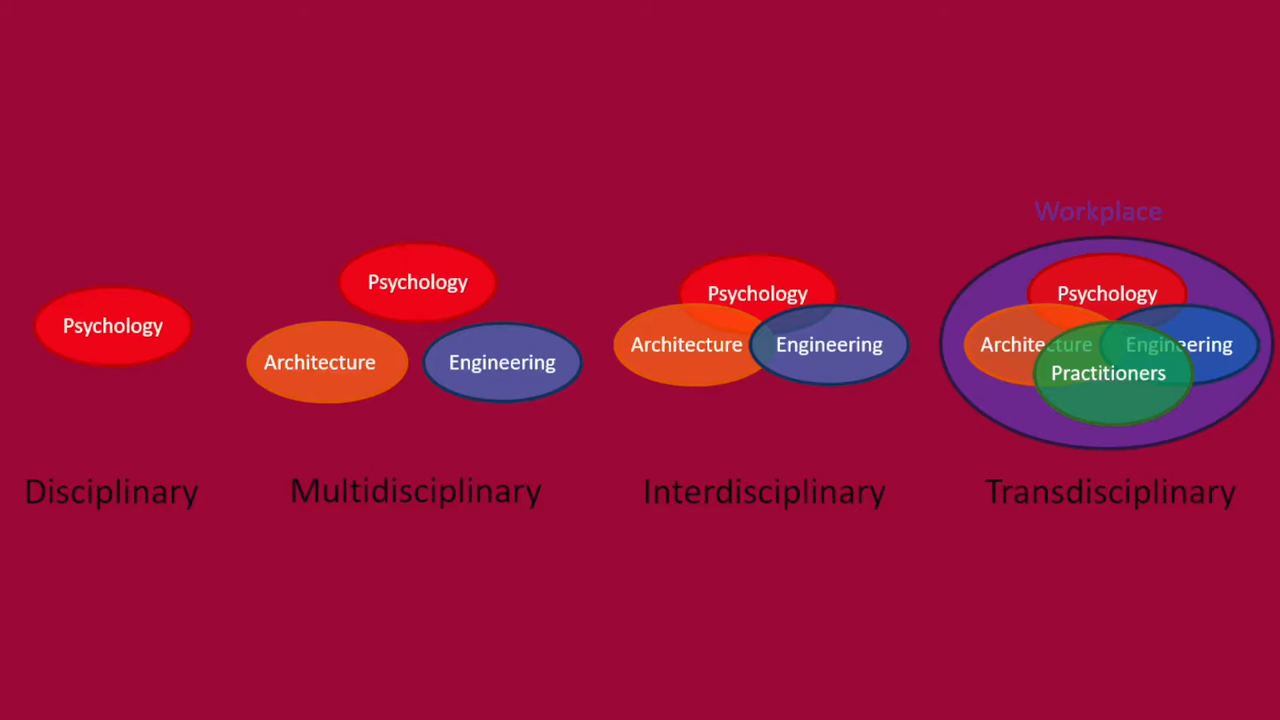 Psychology
Disciplinary
Psychology
Architecture
Engineering
Multidisciplinary
Psychology
Architecture
Engineering
Interdisciplinary
Workplace
Psychology
Architecture
Engineering
Practitioners
Transdisciplinary